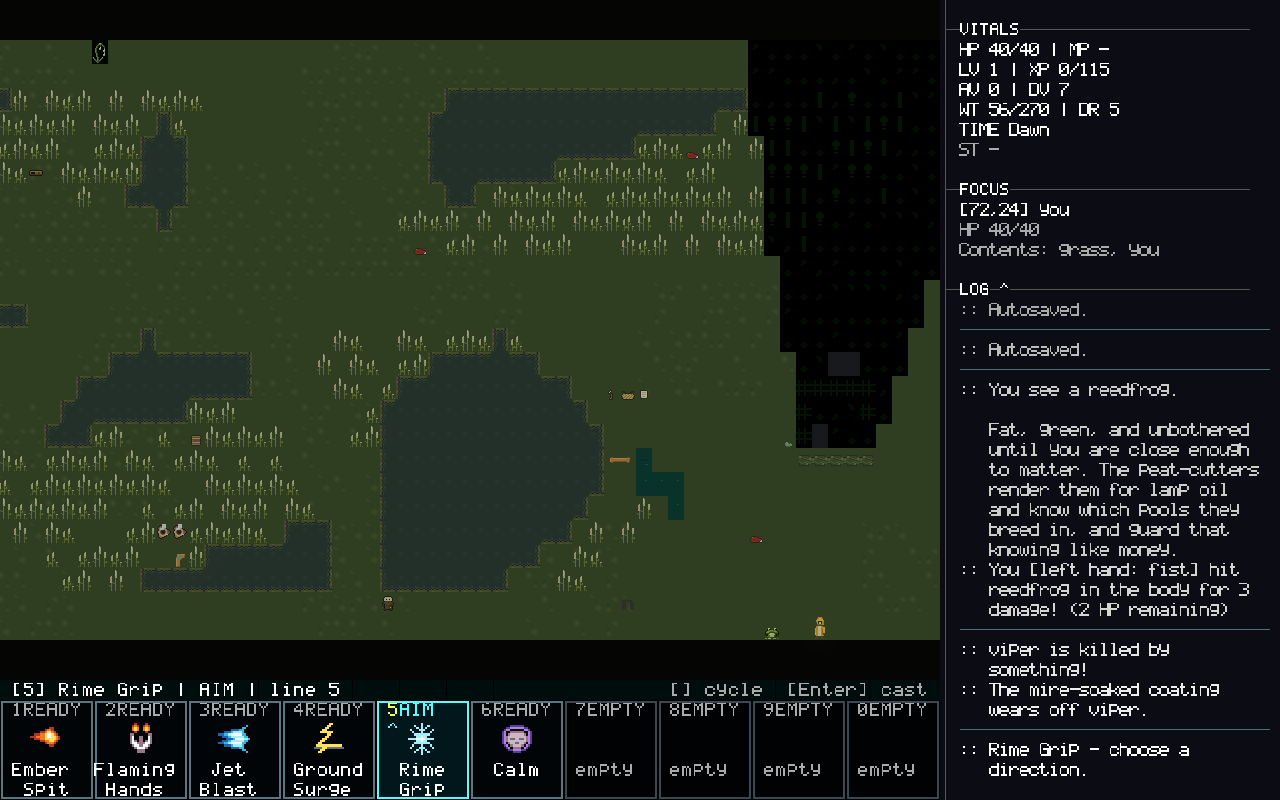 VITALS
HP 40/40 | MP -
LV 1 | XP 0/115
AV 0 | DV 7
WT 56/270 | DR 5
TIME Dawn
ST -
FOCUS
[72,24] You
HP 40/40
Contents: grass, you
LOG ^
:: Autosaved.
:: Autosaved.
:: You see a reedfrog.
Fat, green, and unbothered
until you are close enough
to matter. The Peat-cutters
render them for lamp oil
and know which pools they
breed in, and guard that
knowing like money.
:: You [left hand: fist] hit
reedfrog in the body for 3
damage! (2 HP remaining)
:: viper is killed by
something!
:: The mire-soaked coating
wears off viper.
:: Rime Grip - choose a
direction.
[5] Rime Grip | AIM | line 5
[] cycle [Enter] cast
1READY 2READY 3READY 4READY 5AIM 6READY 7EMPTY 8EMPTY 9EMPTY 0EMPTY
^
Ember Flaming Jet Ground Rime Calm empty empty empty empty
Spit Hands Blast Surge Grip